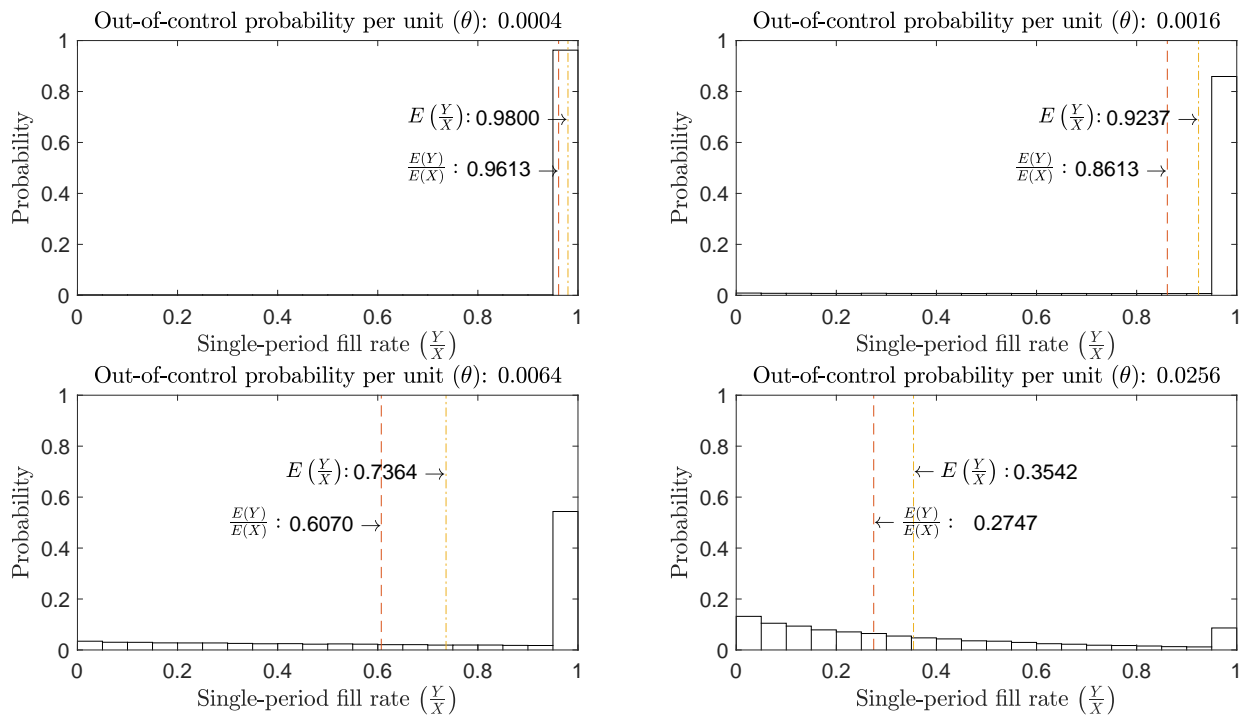 Out-of-control probability per unit (θ): 0.0004
1
0.8
0.6
0.4
0.2
0
Probability
E (Y/X): 0.9800
E(Y)/E(X) : 0.9613
0 0.2 0.4 0.6 0.8 1
Single-period fill rate (Y/X)
Out-of-control probability per unit (θ): 0.0016
1
0.8
0.6
0.4
0.2
0
Probability
E (Y/X): 0.9237
E(Y)/E(X) : 0.8613
0 0.2 0.4 0.6 0.8 1
Single-period fill rate (Y/X)
Out-of-control probability per unit (θ): 0.0064
1
0.8
0.6
0.4
0.2
0
Probability
E (Y/X): 0.7364
E(Y)/E(X) : 0.6070
0 0.2 0.4 0.6 0.8 1
Single-period fill rate (Y/X)
Out-of-control probability per unit (θ): 0.0256
1
0.8
0.6
0.4
0.2
0
Probability
E (Y/X) : 0.3542
E(Y)/E(X) : 0.2747
0 0.2 0.4 0.6 0.8 1
Single-period fill rate (Y/X)